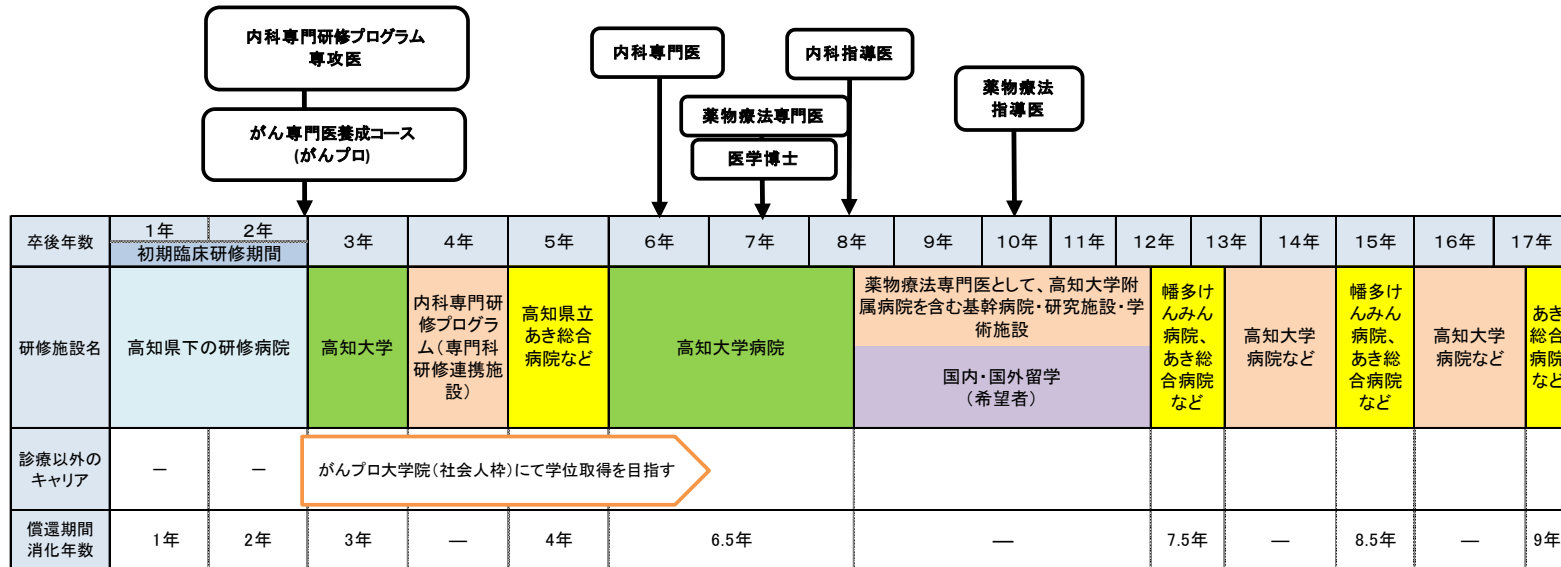 内科専門研修プログラム
専攻医
がん専門医養成コース
(がんプロ)
内科専門医
薬物療法専門医
医学博士
内科指導医
薬物療法
指導医
卒後年数
1年
2年
初期臨床研修期間
3年
4年
5年
6年
7年
8年
9年
10年
11年
12年
13年
14年
15年
16年
17年
研修施設名
高知県下の研修病院
高知大学
内科専門研
修プログラ
ム(専門科
研修連携施
設)
高知県立
あき総合
病院など
高知大学病院
薬物療法専門医として、高知大学附
属病院を含む基幹病院・研究施設・学
術施設
国内・国外留学
(希望者)
幡多け
んみん
病院、
あき総
合病院
など
高知大学
病院など
幡多け
んみん
病院、
あき総
合病院
など
高知大学
病院など
あき
総合
病院
など
診療以外の
キャリア
－
－
がんプロ大学院(社会人枠)にて学位取得を目指す
償還期間
消化年数
1年
2年
3年
―
4年
6.5年
―
7.5年
―
8.5年
―
9年